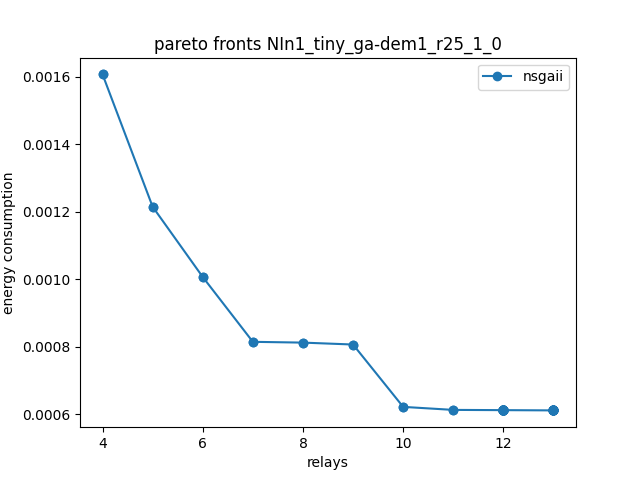 pareto fronts NIn1_tiny_ga-dem1_r25_1_0
nsgaii
0.0016
0.0014
0.0012
0.0010
0.0008
0.0006
energy consumption
4 6 8 10 12
relays